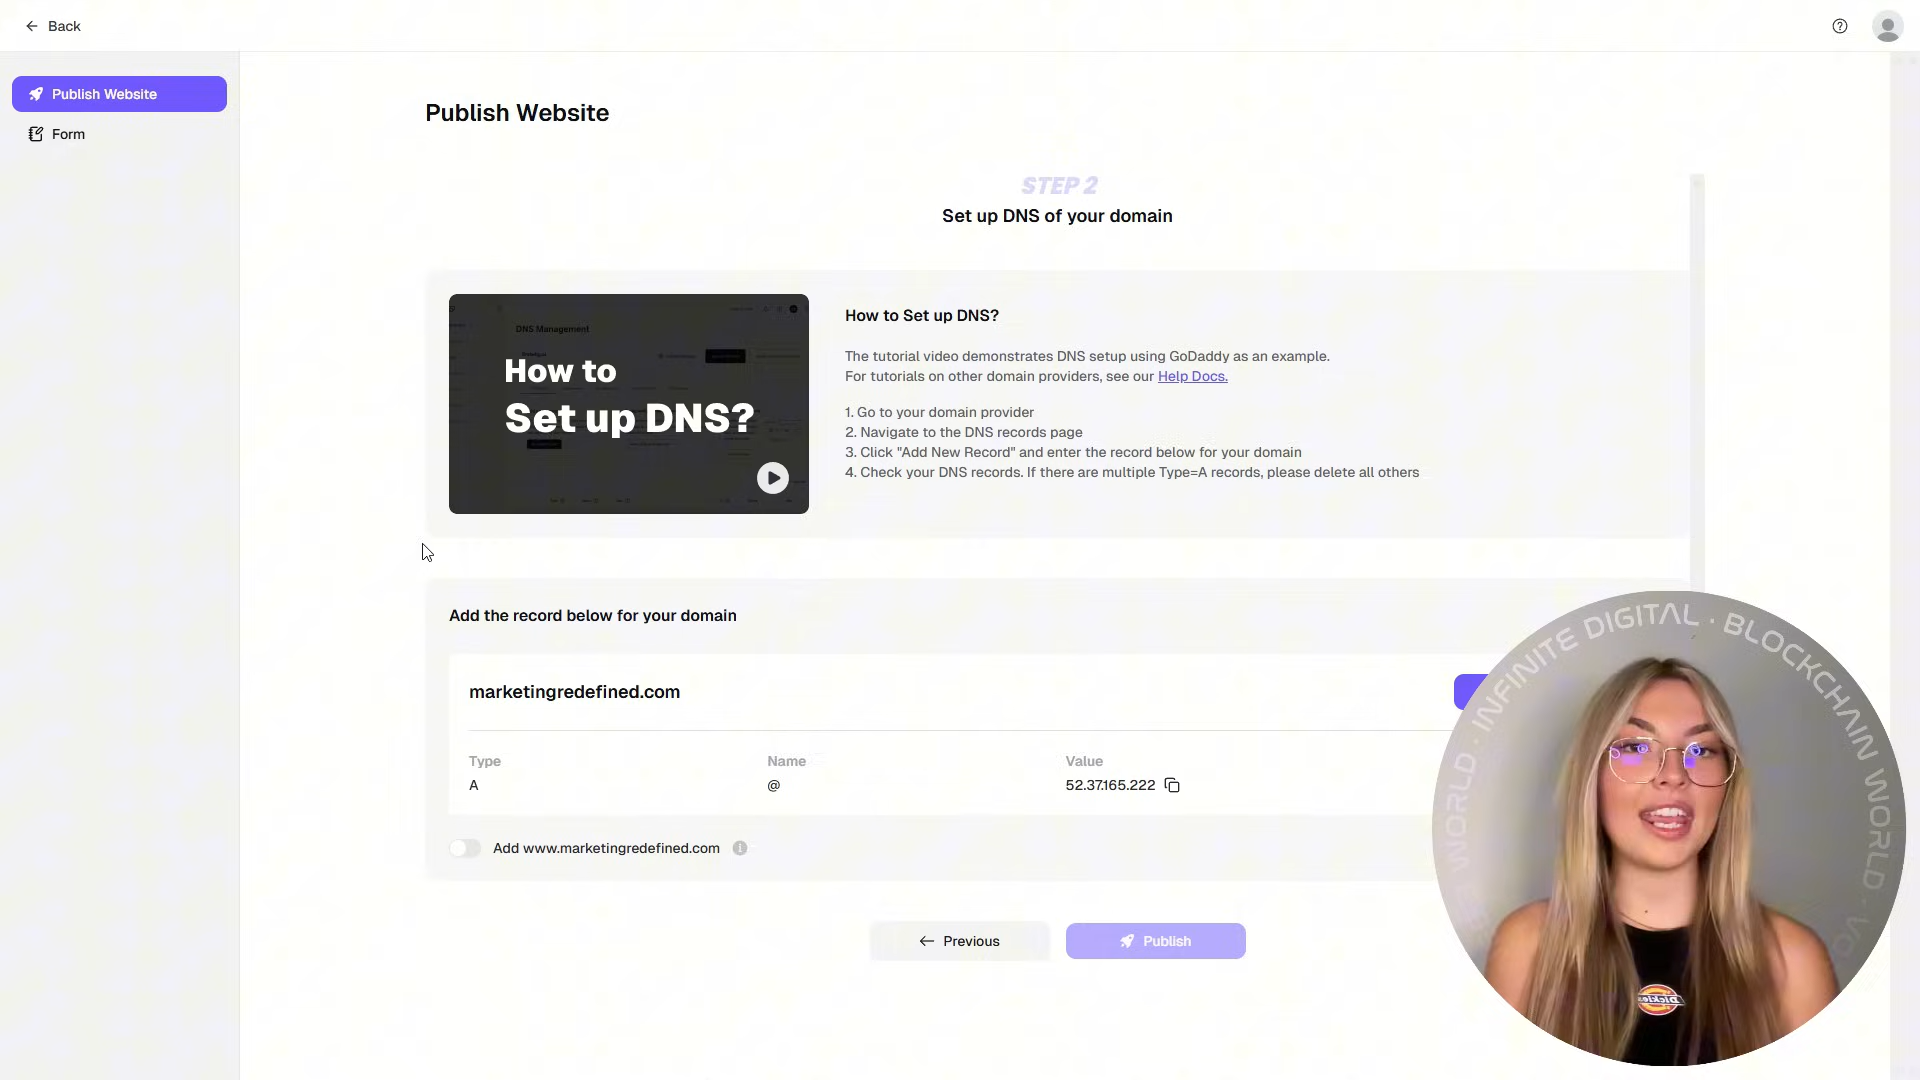 Back
Publish Website
Form
Publish Website
STEP 2
Set up DNS of your domain
DNS Management
How to
Set up DNS?
How to Set up DNS?
The tutorial video demonstrates DNS setup using GoDaddy as an example.
For tutorials on other domain providers, see our Help Docs.
1. Go to your domain provider
2. Navigate to the DNS records page
3. Click "Add New Record" and enter the record below for your domain
4. Check your DNS records. If there are multiple Type=A records, please delete all others
Add the record below for your domain
marketingredefined.com
Type
Name
Value
A
@
52.37.165.222
Add www.marketingredefined.com
Previous
Publish
WORLD · INFINITE DIGITAL · BLOCKCHAIN WORLD ·
Dickies